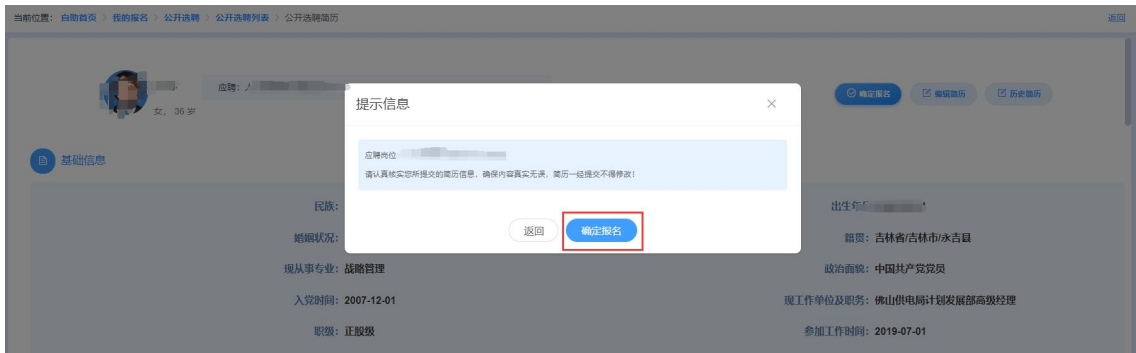 当前位置： 自助首页 > 我的报名 > 公开选聘 > 公开选聘列表 > 公开选聘简历
返回
应聘：
女，36岁
确定报名 编辑简历 历史简历
提示信息
应聘岗位
请认真核实您所提交的简历信息，确保内容真实无误，简历一经提交不得修改！
返回 确定报名
基础信息
民族：
婚姻状况： 籍贯：吉林省/吉林市/永吉县
现从事专业：战略管理 政治面貌：中国共产党党员
入党时间：2007-12-01 现工作单位及职务：佛山供电局计划发展部高级经理
职级：正股级 参加工作时间：2019-07-01